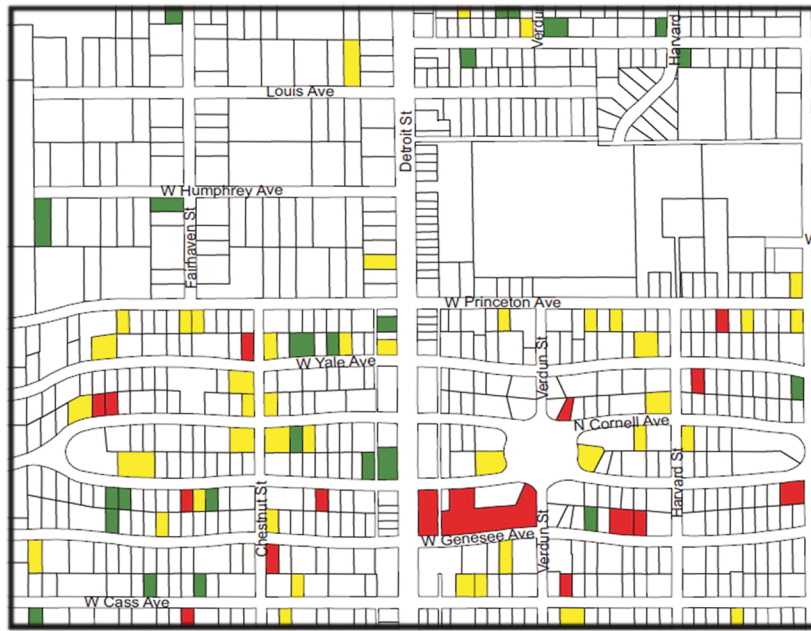 Verdun
Harvard
Louis Ave
Detroit St
W Humphrey Ave
Fairhaven St
W
W Princeton Ave
W Yale Ave
Verdun St
N Cornell Ave
Harvard St
Chestnut St
W Genesee Ave
Verdun St
W Cass Ave